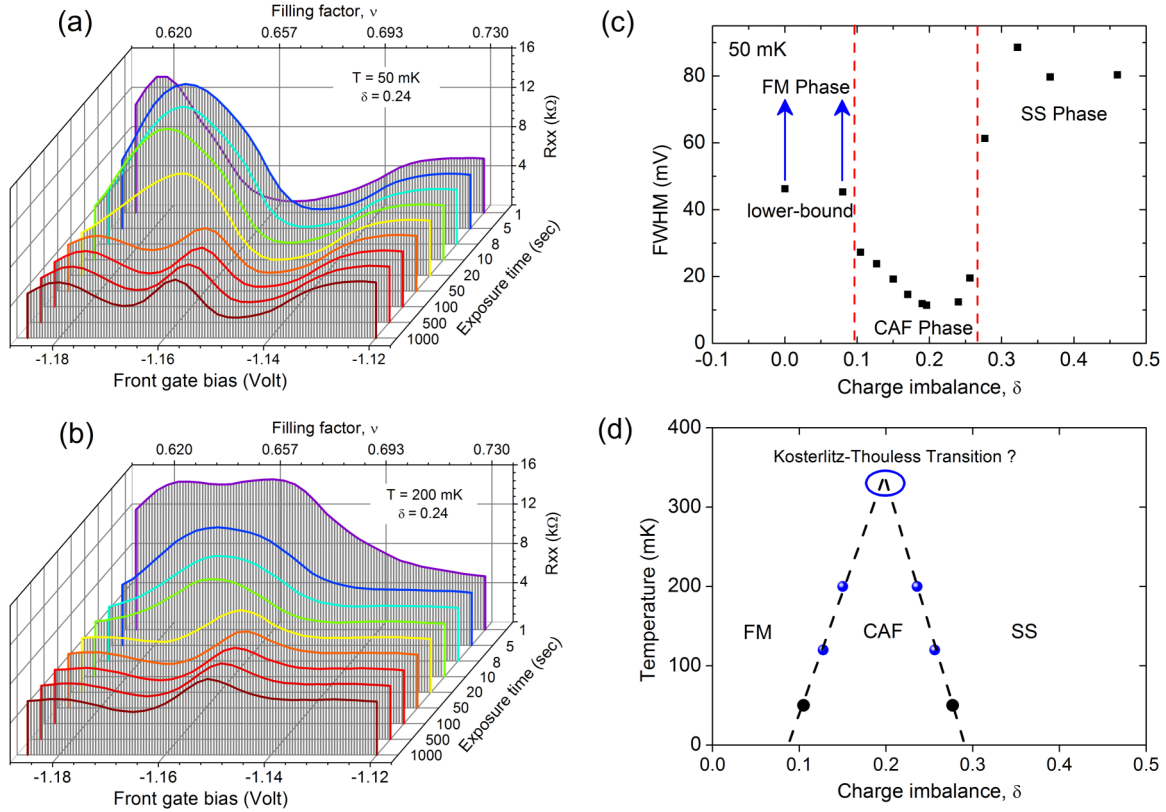 (a)
Filling factor, ν
0.620 0.657 0.693 0.730
T = 50 mK
δ = 0.24
16
12
8
4
Rxx (kΩ)
1
5
8
10
20
50
100
500
1000
Exposure time (sec)
-1.18 -1.16 -1.14 -1.12
Front gate bias (Volt)
(b)
Filling factor, ν
0.620 0.657 0.693 0.730
T = 200 mK
δ = 0.24
16
12
8
4
Rxx (kΩ)
1
5
8
10
20
50
100
500
1000
Exposure time (sec)
-1.18 -1.16 -1.14 -1.12
Front gate bias (Volt)
(c)
50 mK
FM Phase
SS Phase
lower-bound
CAF Phase
80
60
40
20
0
FWHM (mV)
-0.1 0.0 0.1 0.2 0.3 0.4 0.5
Charge imbalance, δ
(d)
Kosterlitz-Thouless Transition ?
FM CAF SS
400
300
200
100
0
Temperature (mK)
0.0 0.1 0.2 0.3 0.4 0.5
Charge imbalance, δ